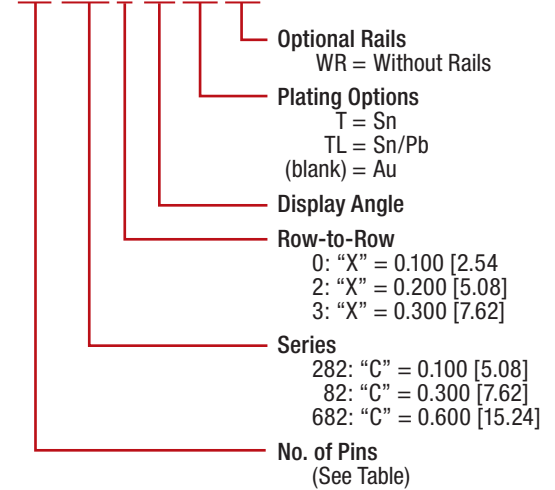 Optional Rails
WR = Without Rails
Plating Options
T = Sn
TL = Sn/Pb
(blank) = Au
Display Angle
Row-to-Row
0: “X” = 0.100 [2.54
2: “X” = 0.200 [5.08]
3: “X” = 0.300 [7.62]
Series
282: “C” = 0.100 [5.08]
82: “C” = 0.300 [7.62]
682: “C” = 0.600 [15.24]
No. of Pins
(See Table)